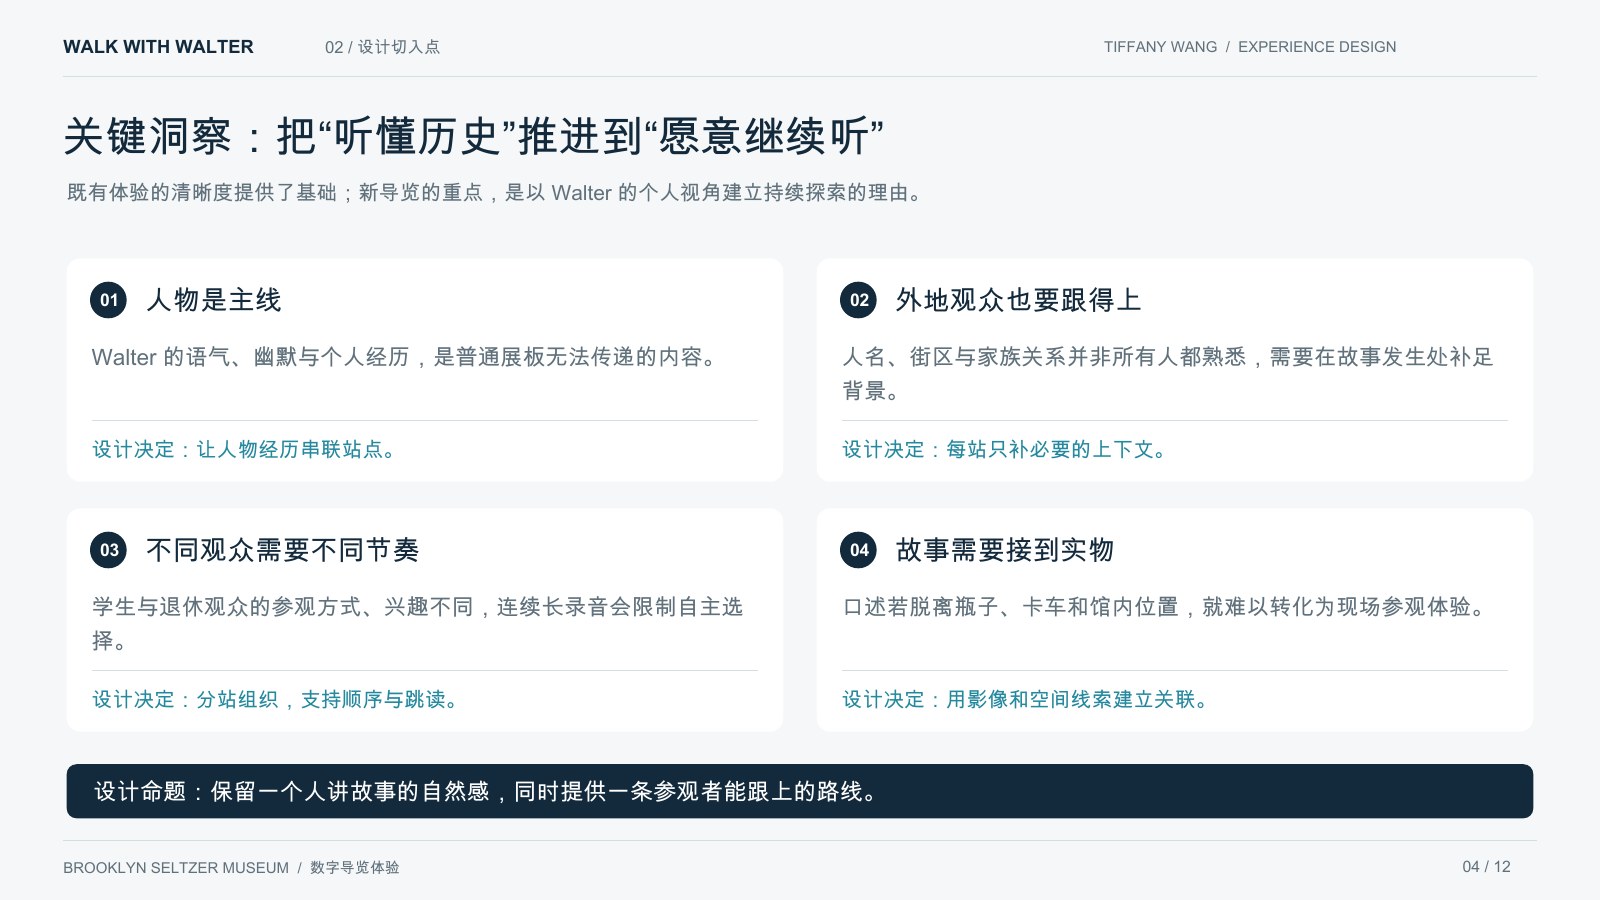 WALK WITH WALTER
02 / 设计切入点
TIFFANY WANG / EXPERIENCE DESIGN
关键洞察：把“听懂历史”推进到“愿意继续听”
既有体验的清晰度提供了基础；新导览的重点，是以 Walter 的个人视角建立持续探索的理由。
01 人物是主线
Walter 的语气、幽默与个人经历，是普通展板无法传递的内容。
设计决定：让人物经历串联站点。
02 外地观众也要跟得上
人名、街区与家族关系并非所有人都熟悉，需要在故事发生处补足
背景。
设计决定：每站只补必要的上下文。
03 不同观众需要不同节奏
学生与退休观众的参观方式、兴趣不同，连续长录音会限制自主选
择。
设计决定：分站组织，支持顺序与跳读。
04 故事需要接到实物
口述若脱离瓶子、卡车和馆内位置，就难以转化为现场参观体验。
设计决定：用影像和空间线索建立关联。
设计命题：保留一个人讲故事的自然感，同时提供一条参观者能跟上的路线。
BROOKLYN SELTZER MUSEUM / 数字导览体验
04 / 12